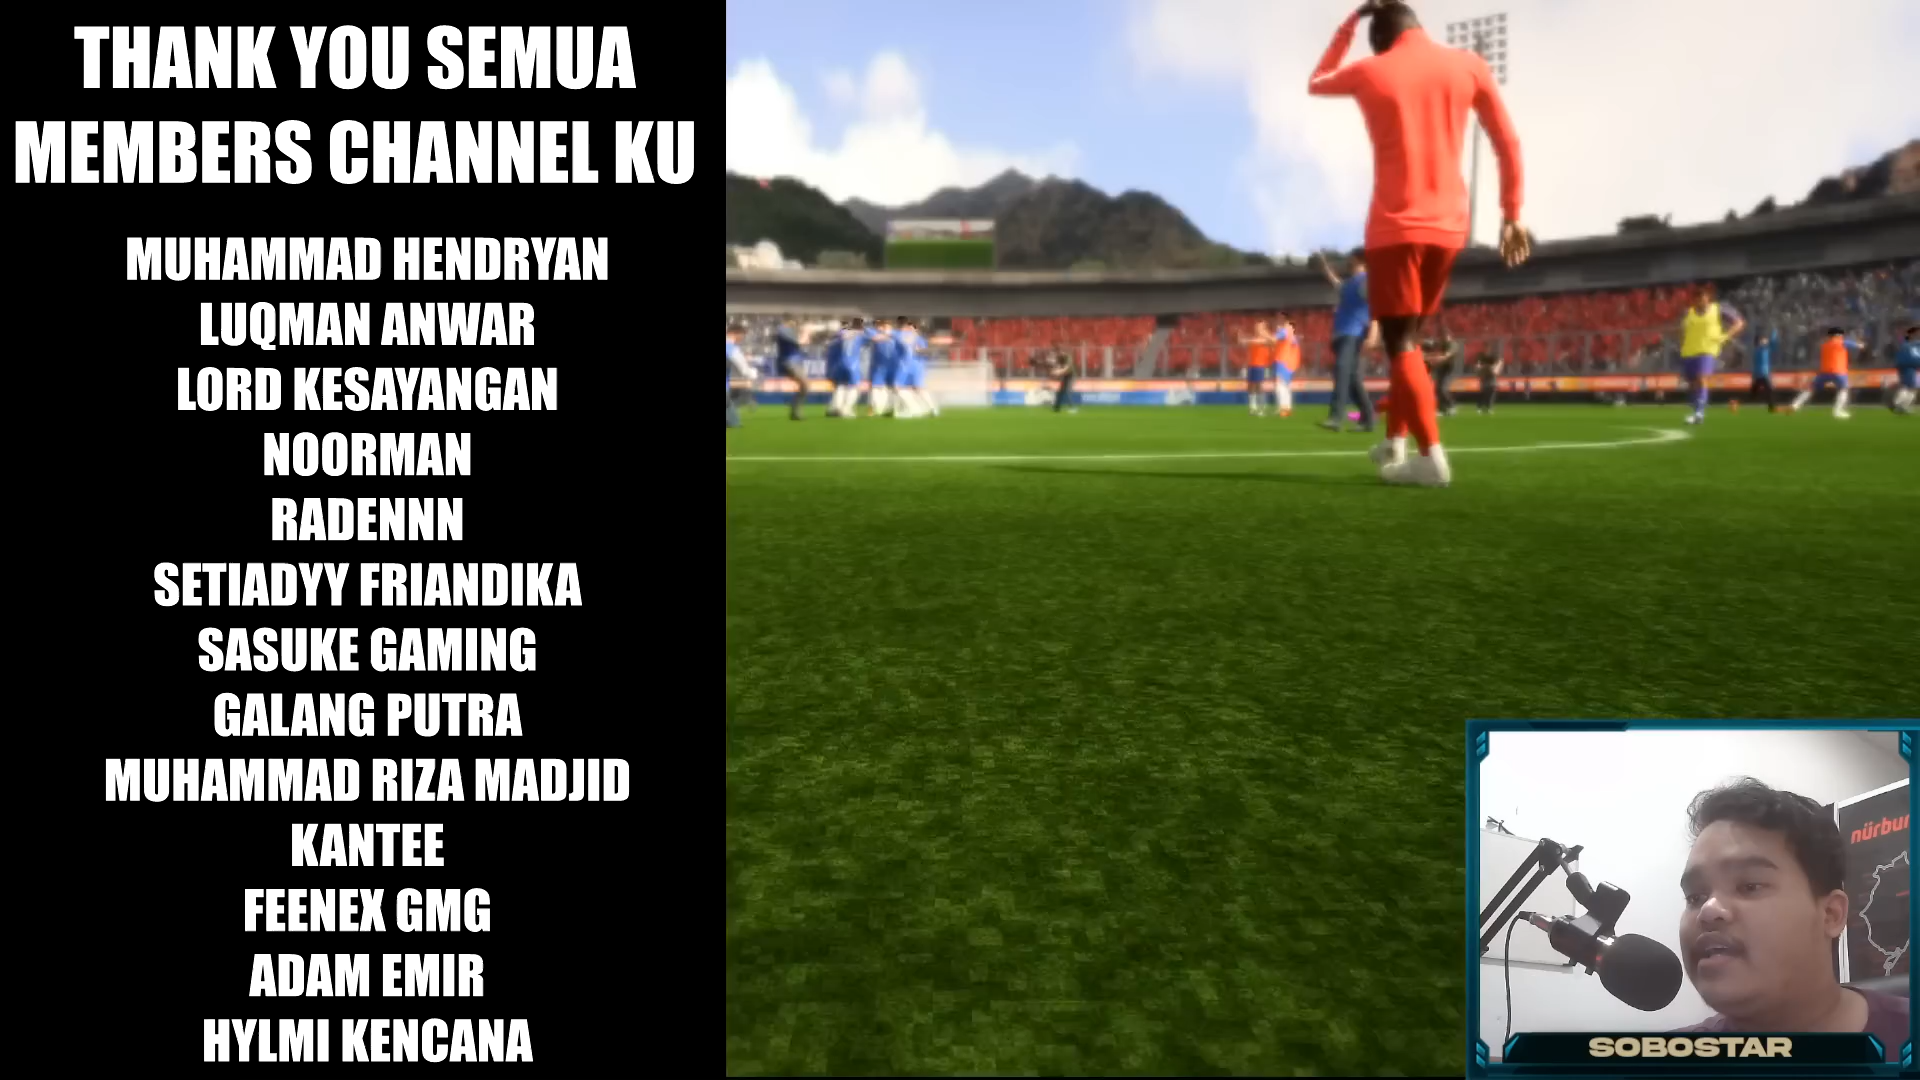 THANK YOU SEMUA
MEMBERS CHANNEL KU
MUHAMMAD HENDRYAN
LUQMAN ANWAR
LORD KESAYANGAN
NOORMAN
RADENNN
SETIADYY FRIANDIKA
SASUKE GAMING
GALANG PUTRA
MUHAMMAD RIZA MADJID
KANTEE
FEENEX GMG
ADAM EMIR
HYLMI KENCANA
SOBOSTAR